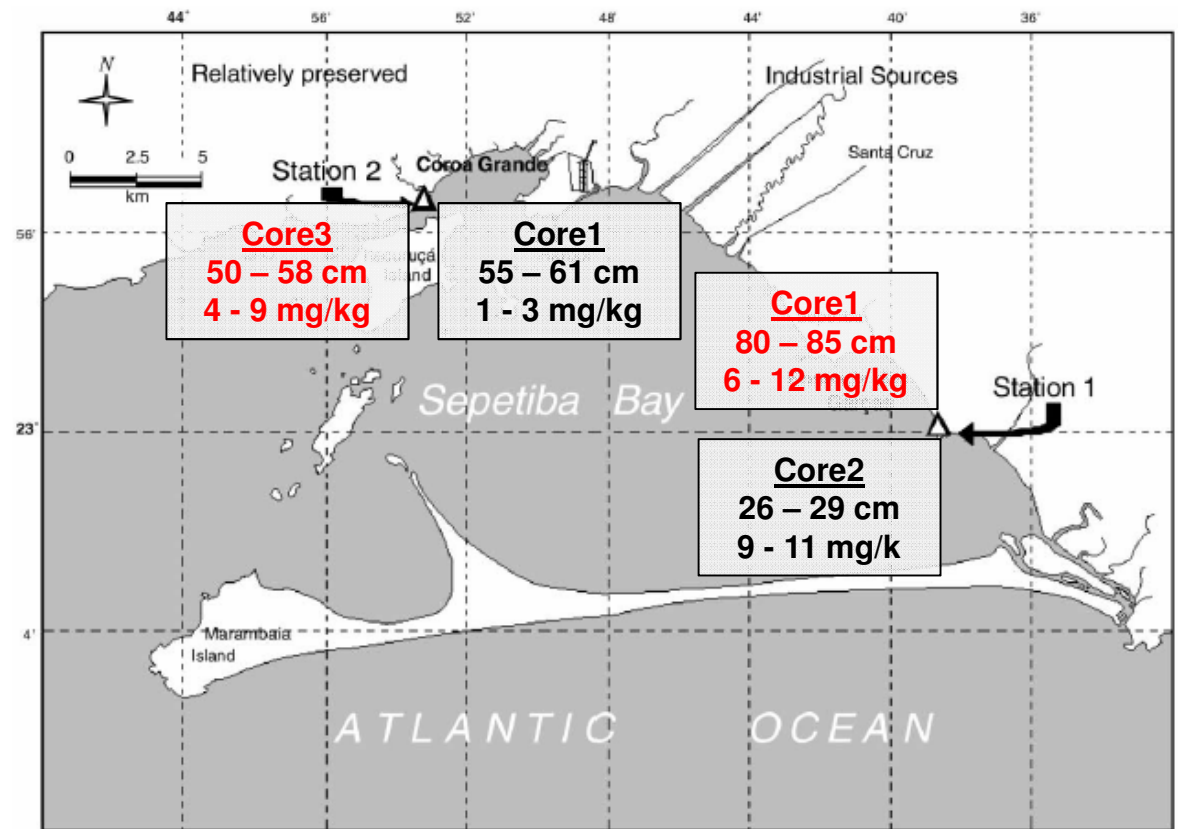 44° 56' 52' 48' 44' 40' 36'
N
Relatively preserved
Industrial Sources
0 2.5 5
km
Station 2
Coroa Grande
Santa Cruz
56'
Core3
50 – 58 cm
4 - 9 mg/kg
Island
Core1
55 – 61 cm
1 - 3 mg/kg
Core1
80 – 85 cm
6 - 12 mg/kg
Station 1
Sepetiba Bay
23°
Core2
26 – 29 cm
9 - 11 mg/k
4'
Marambaia
Island
ATLANTIC OCEAN